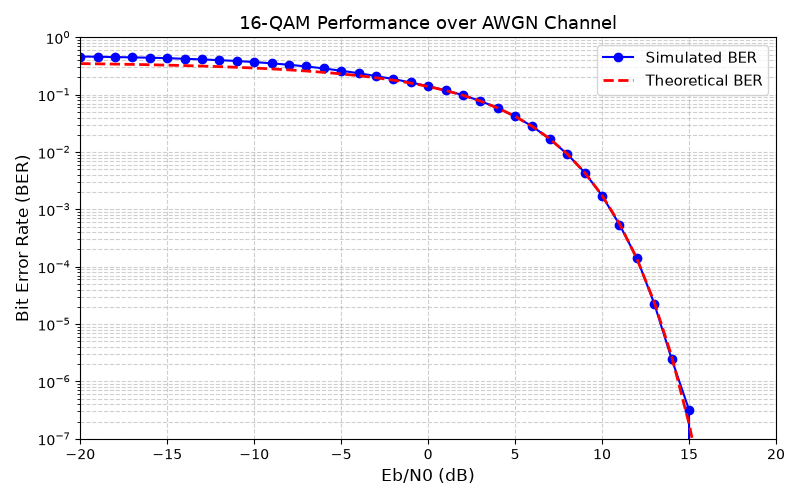 16-QAM Performance over AWGN Channel
Simulated BER
Theoretical BER
Bit Error Rate (BER)
10⁰
10⁻¹
10⁻²
10⁻³
10⁻⁴
10⁻⁵
10⁻⁶
10⁻⁷
−20 −15 −10 −5 0 5 10 15 20
Eb/N0 (dB)